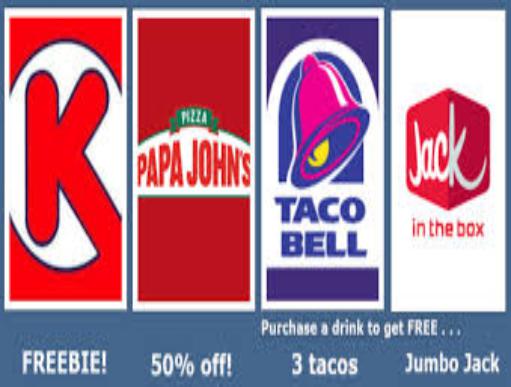 K
PIZZA
PAPA JOHN'S
TACO
BELL
Jack
in the box
Purchase a drink to get FREE . . .
FREEBIE!
50% off!
3 tacos
Jumbo Jack